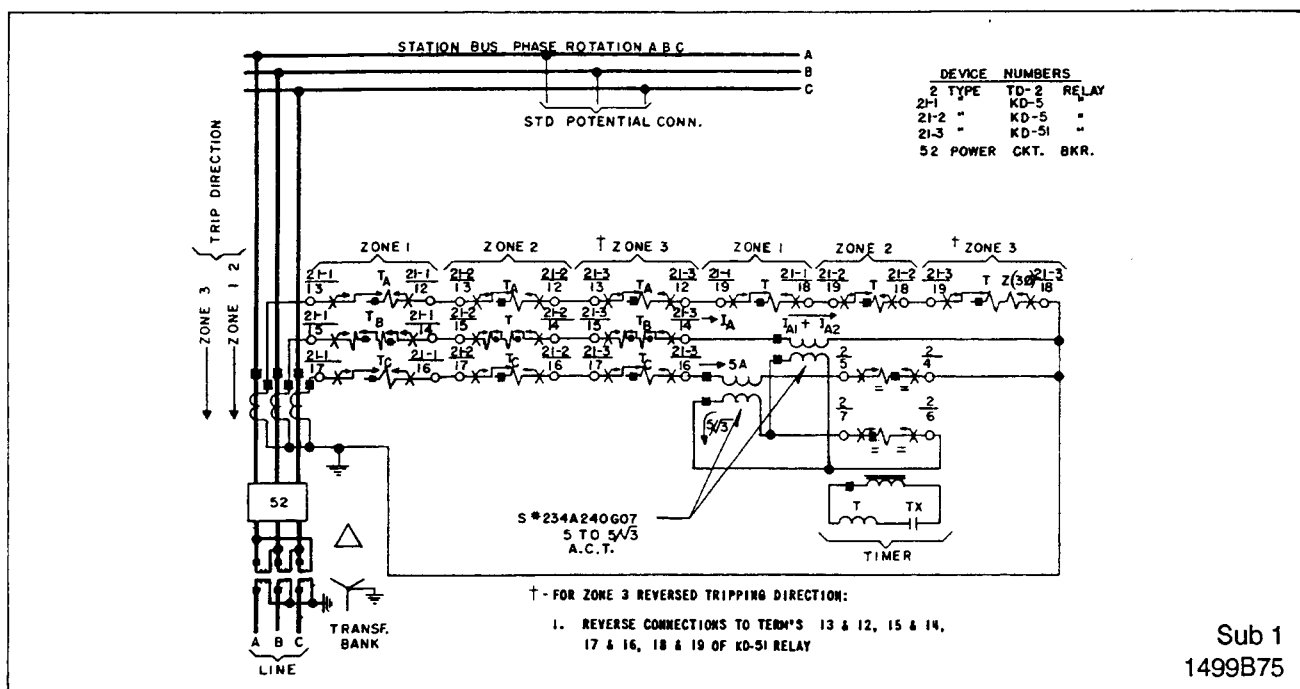 STATION BUS PHASE ROTATION A B C
A
B
C
STD POTENTIAL CONN.
DEVICE NUMBERS
2 TYPE TD-2 RELAY
21-1 " KD-5 "
21-2 " KD-5 "
21-3 " KD-51 "
52 POWER CKT. BKR.
TRIP DIRECTION
ZONE 3
ZONE 1 2
ZONE 1
ZONE 2
† ZONE 3
ZONE 1
ZONE 2
† ZONE 3
21-1 TA 21-1 21-2 TA 21-2 21-3 TA 21-3 21-1 T 21-1 21-2 T 21-2 21-3 T Z(3Ø) 21-3
13 12 13 12 13 12 19 18 19 18 19 18
IA
IA1 + IA2
21-1 TB 21-1 21-2 T 21-2 21-3 TB 21-3
15 14 15 14 15 14
21-1 TC 21-1 21-2 TC 21-2 21-3 TC 21-3
17 16 17 16 17 16
5A
2 2
5 4
5/√3
2 2
7 6
T TX
TIMER
S#234A240G07
5 TO 5/√3
A.C.T.
52
TRANSF.
BANK
A B C
LINE
† - FOR ZONE 3 REVERSED TRIPPING DIRECTION:
1. REVERSE CONNECTIONS TO TERM'S 13 & 12, 15 & 14,
17 & 16, 18 & 19 OF KD-51 RELAY
Sub 1
1499B75